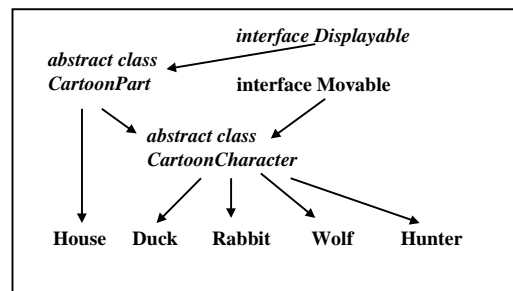 interface Displayable
abstract class
CartoonPart
interface Movable
abstract class
CartoonCharacter
House Duck Rabbit Wolf Hunter